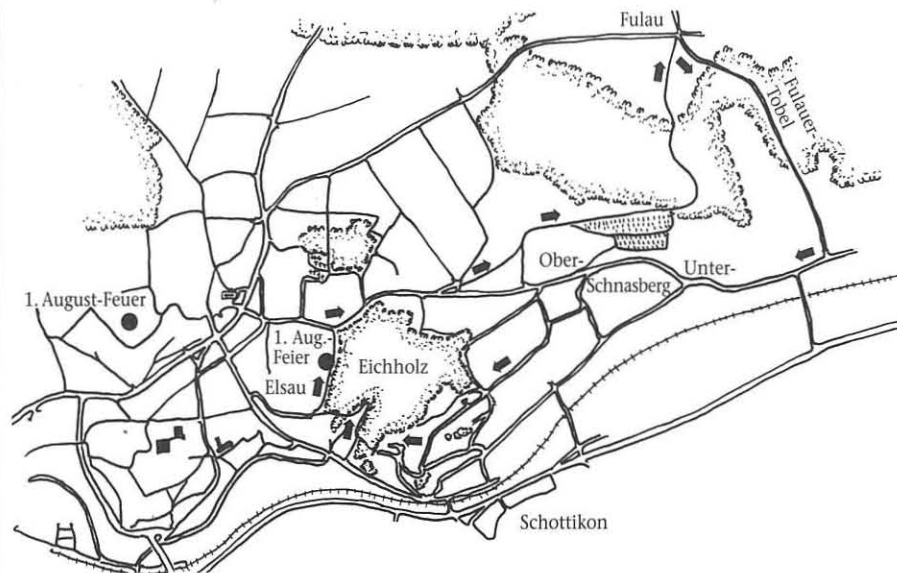 Fulau
Fulauer
Tobel
Ober-
Unter-
Schnasberg
1. August-Feuer
1. Aug.-
Feier
Eichholz
Elsau
Schottikon